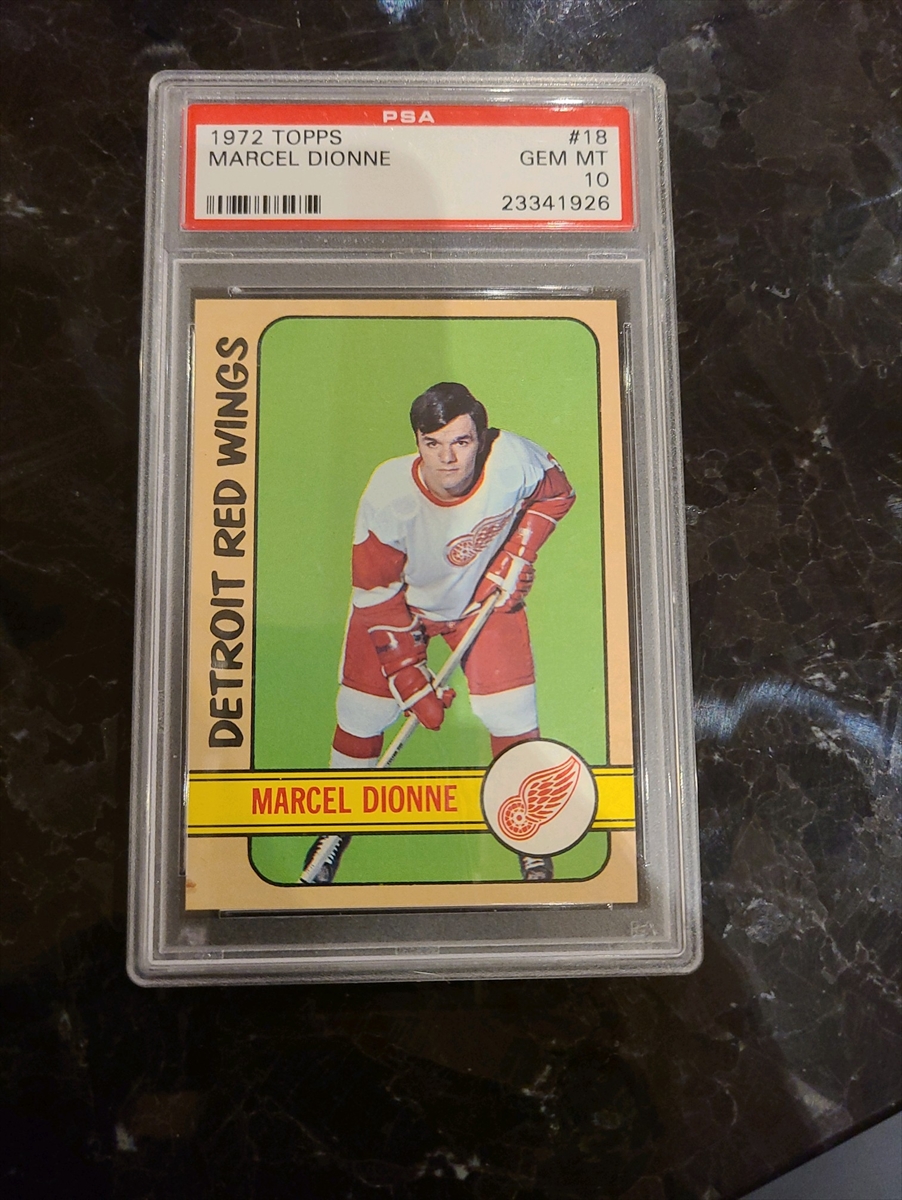 PSA
1972 TOPPS #18
MARCEL DIONNE GEM MT
10
23341926
DETROIT RED WINGS
MARCEL DIONNE